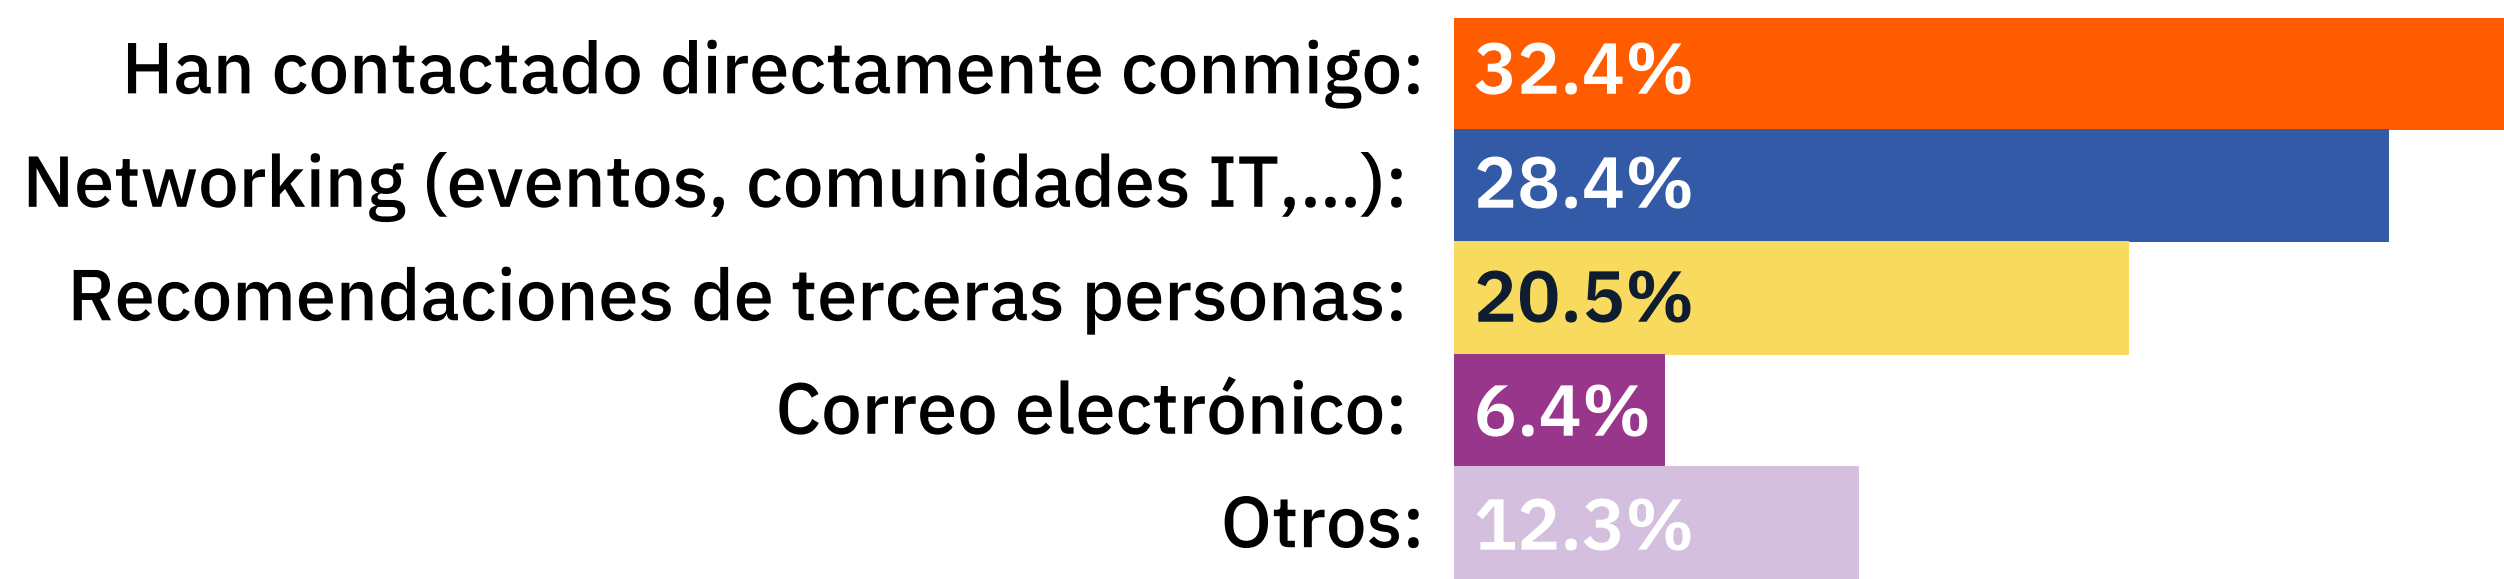 Han contactado directamente conmigo: 32.4%
Networking (eventos, comunidades IT,...): 28.4%
Recomendaciones de terceras personas: 20.5%
Correo electrónico: 6.4%
Otros: 12.3%